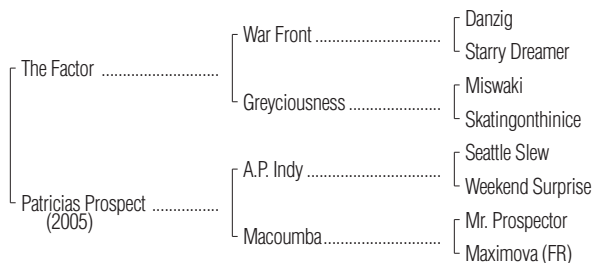 Danzig
War Front ..............................
Starry Dreamer
The Factor ............................
Miswaki
Greyciousness ......................
Skatingonthinice
Seattle Slew
A.P. Indy ................................
Weekend Surprise
Patricias Prospect ................
(2005)
Mr. Prospector
Macoumba ............................
Maximova (FR)